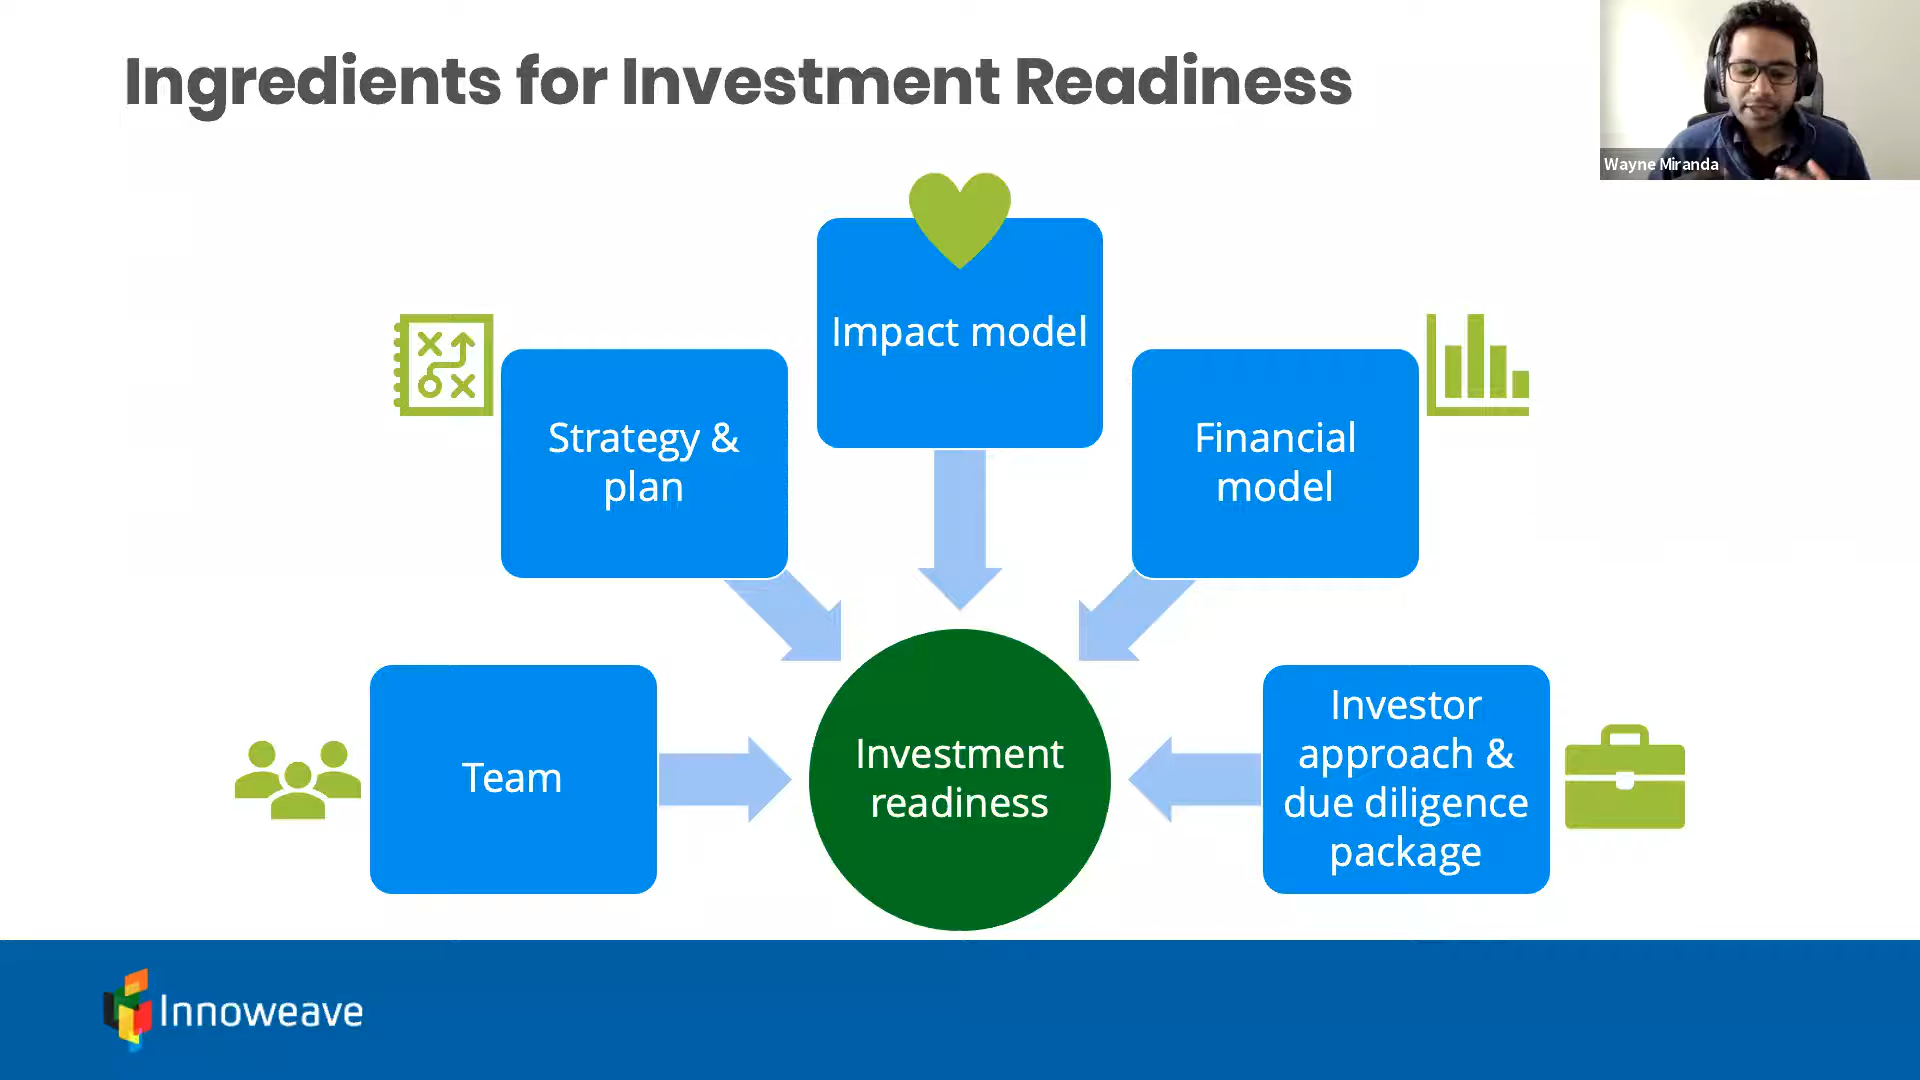 Ingredients for Investment Readiness
Wayne Miranda
Impact model
Strategy &
plan
Financial
model
Team
Investment
readiness
Investor
approach &
due diligence
package
Innoweave